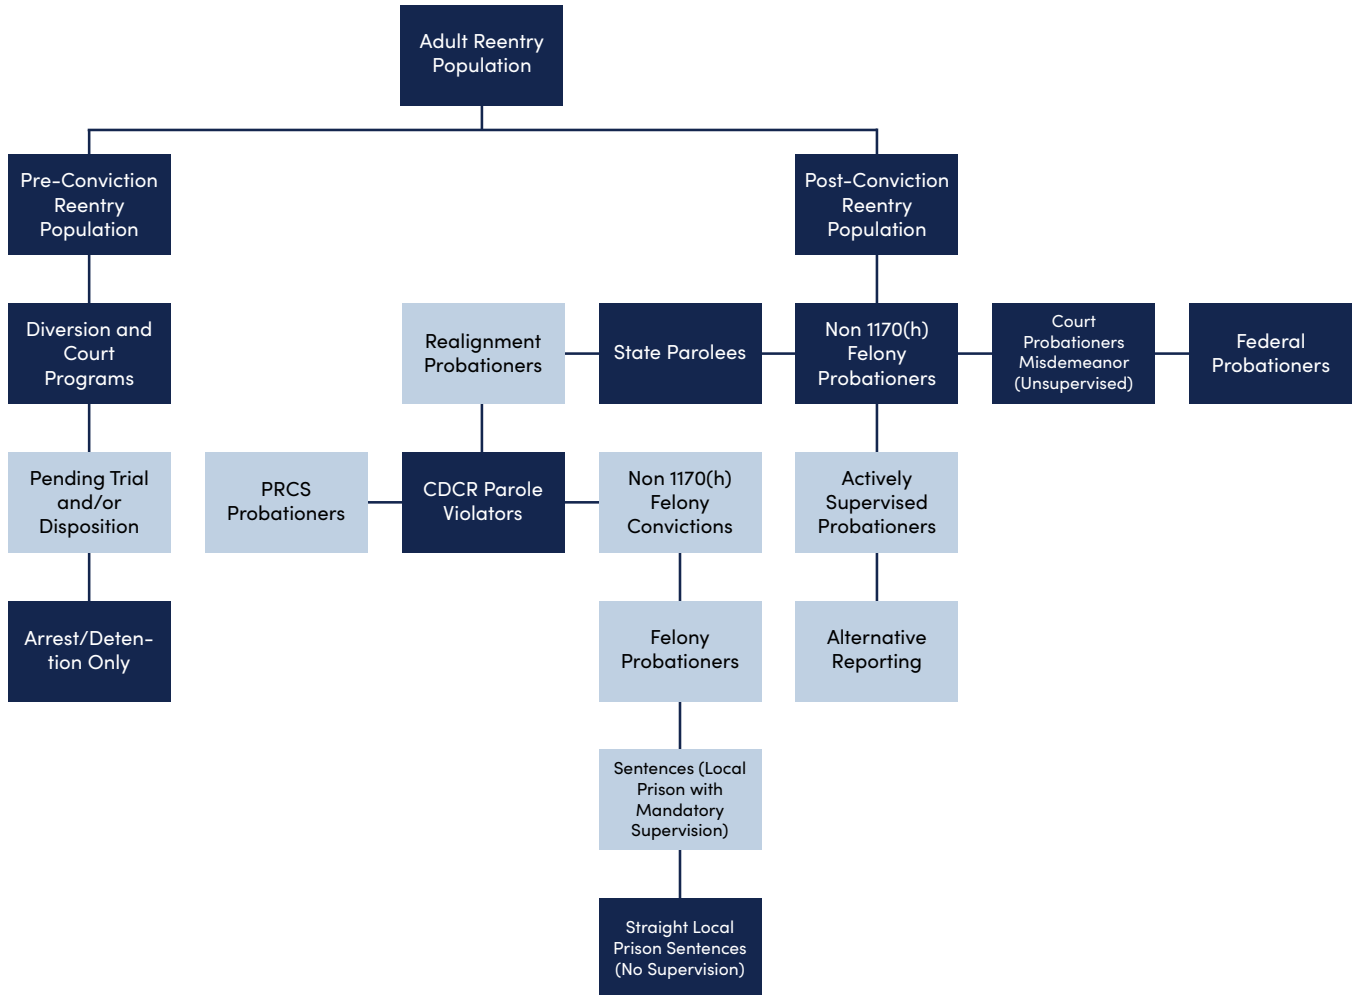 Adult Reentry
Population
Pre-Conviction
Reentry
Population
Post-Conviction
Reentry
Population
Diversion and
Court
Programs
Realignment
Probationers
State Parolees
Non 1170(h)
Felony
Probationers
Court
Probationers
Misdemeanor
(Unsupervised)
Federal
Probationers
Pending Trial
and/or
Disposition
PRCS
Probationers
CDCR Parole
Violators
Non 1170(h)
Felony
Convictions
Actively
Supervised
Probationers
Arrest/Deten-
tion Only
Felony
Probationers
Alternative
Reporting
Sentences (Local
Prison with
Mandatory
Supervision)
Straight Local
Prison Sentences
(No Supervision)